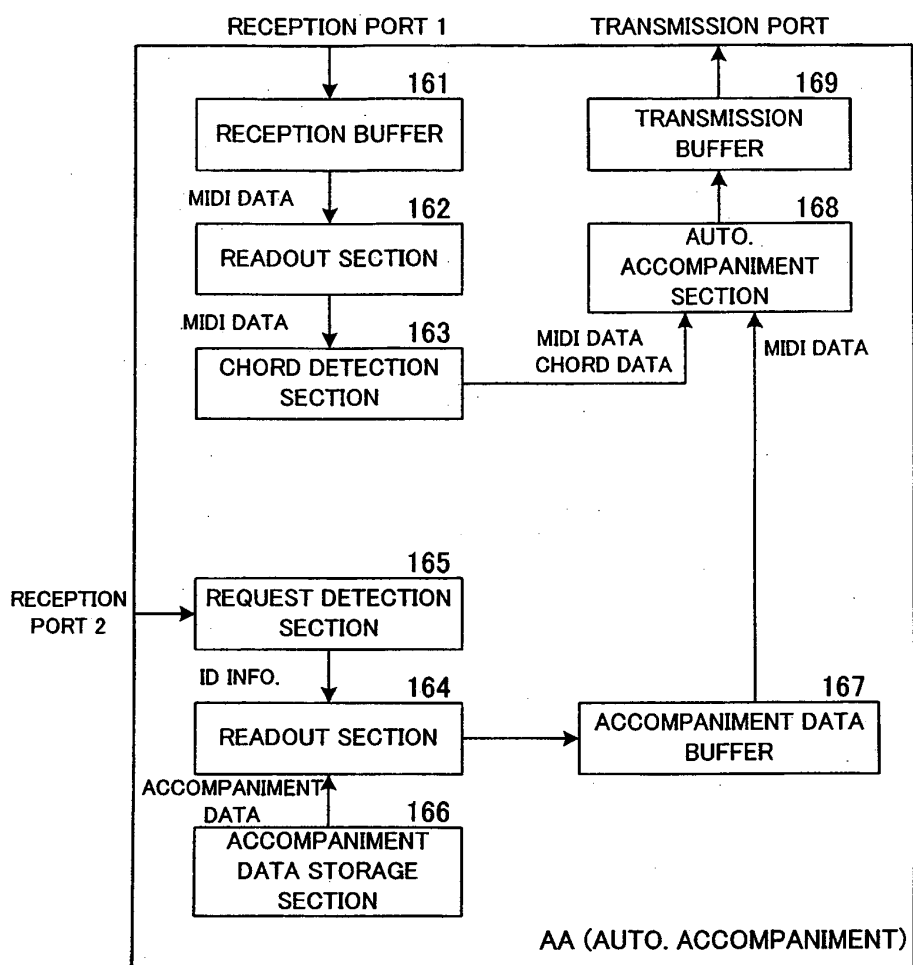 RECEPTION PORT 1
TRANSMISSION PORT
161
RECEPTION BUFFER
MIDI DATA
162
READOUT SECTION
MIDI DATA
163
CHORD DETECTION
SECTION
MIDI DATA
CHORD DATA
169
TRANSMISSION
BUFFER
168
AUTO.
ACCOMPANIMENT
SECTION
MIDI DATA
RECEPTION
PORT 2
165
REQUEST DETECTION
SECTION
ID INFO.
164
READOUT SECTION
ACCOMPANIMENT
DATA
166
ACCOMPANIMENT
DATA STORAGE
SECTION
167
ACCOMPANIMENT DATA
BUFFER
AA (AUTO. ACCOMPANIMENT)